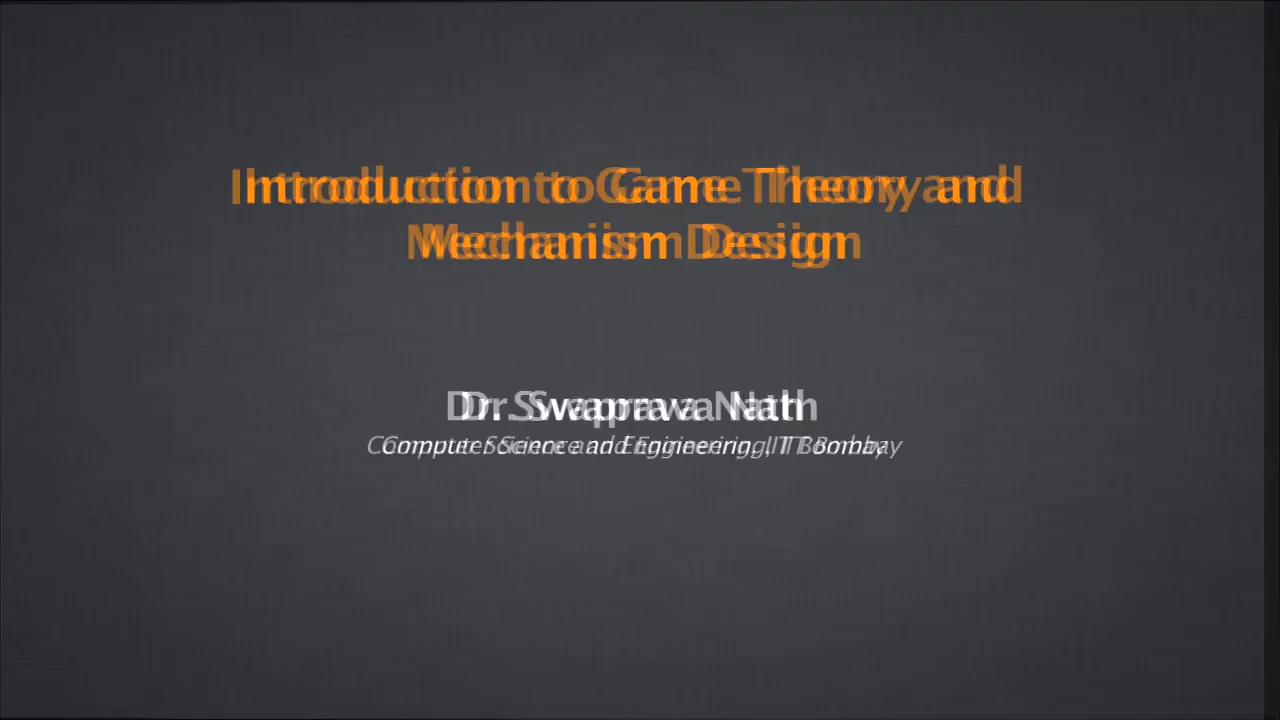 Introduction to Game Theory and
Mechanism Design
Dr. Swaprava Nath
Computer Science and Engineering, IIT Bombay